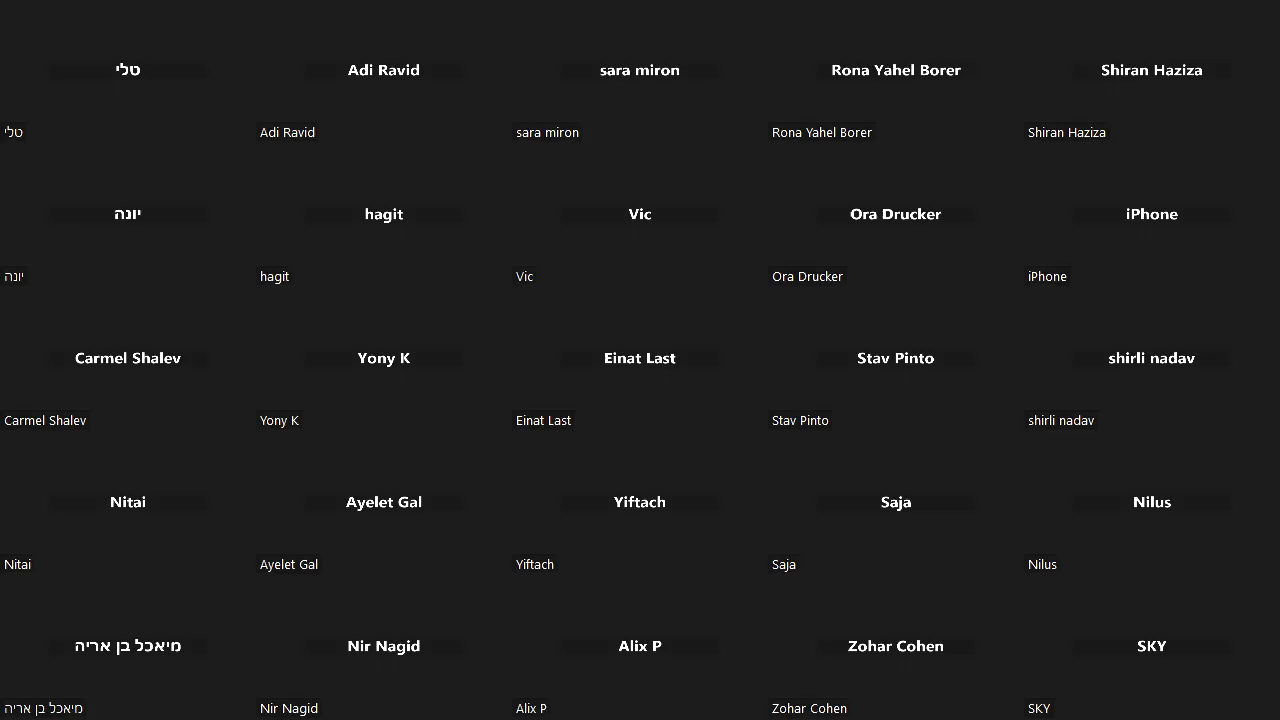 טלי
Adi Ravid
sara miron
Rona Yahel Borer
Shiran Haziza
טלי
Adi Ravid
sara miron
Rona Yahel Borer
Shiran Haziza
יונה
hagit
Vic
Ora Drucker
iPhone
יונה
hagit
Vic
Ora Drucker
iPhone
Carmel Shalev
Yony K
Einat Last
Stav Pinto
shirli nadav
Carmel Shalev
Yony K
Einat Last
Stav Pinto
shirli nadav
Nitai
Ayelet Gal
Yiftach
Saja
Nilus
Nitai
Ayelet Gal
Yiftach
Saja
Nilus
מיאכל בן אריה
Nir Nagid
Alix P
Zohar Cohen
SKY
מיאכל בן אריה
Nir Nagid
Alix P
Zohar Cohen
SKY